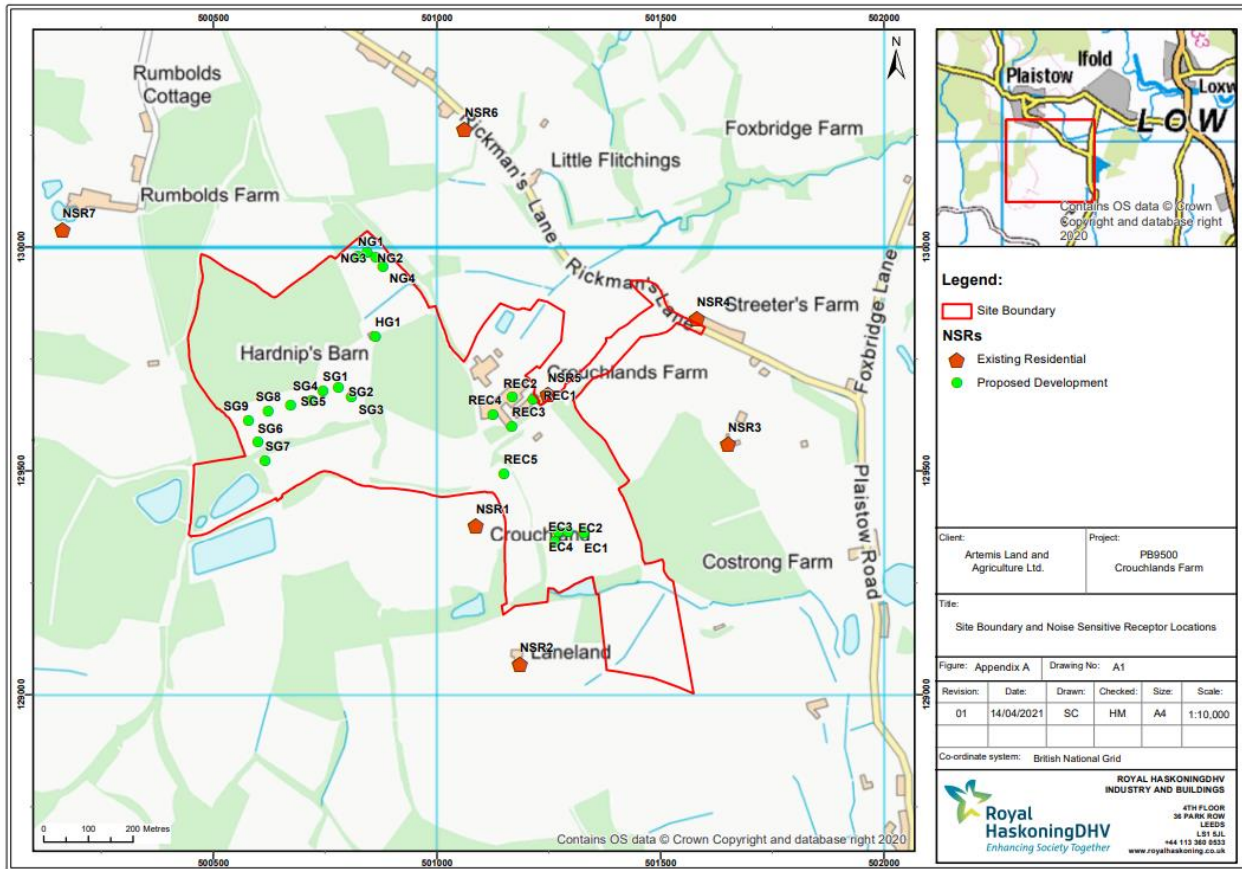 500500
501000
501500
502000
N
Rumbolds
Cottage
NSR6
Rickman's Lane
Foxbridge Farm
Little Flitchings
Rumbolds Farm
NSR7
130000
130000
NG1
NG3
NG2
NG4
Rickman's Lane
NSR4
Streeter's Farm
Foxbridge Lane
HG1
Hardnip's Barn
SG1
SG4
SG2
SG5
SG3
SG8
SG9
SG6
SG7
REC2
NSR5
Crouchlands Farm
REC4
REC1
REC3
NSR3
REC5
129500
129500
Plaistow Road
NSR1
Crouchland
EC3
EC2
EC4
EC1
Costrong Farm
NSR2
Laneland
129000
129000
0 100 200 Metres
Contains OS data © Crown Copyright and database right 2020
500500
501000
501500
502000
Ifold
Plaistow
Loxw
LOW
33
Contains OS data © Crown
Copyright and database right
2020
Legend:
Site Boundary
NSRs
Existing Residential
Proposed Development
Client:
Artemis Land and
Agriculture Ltd.
Project:
PB9500
Crouchlands Farm
Title:
Site Boundary and Noise Sensitive Receptor Locations
Figure: Appendix A
Drawing No: A1
Revision: Date: Drawn: Checked: Size: Scale:
01 14/04/2021 SC HM A4 1:10,000
Co-ordinate system: British National Grid
Royal
HaskoningDHV
Enhancing Society Together
ROYAL HASKONINGDHV
INDUSTRY AND BUILDINGS
4TH FLOOR
36 PARK ROW
LEEDS
LS1 5JL
+44 113 360 0533
www.royalhaskoning.co.uk